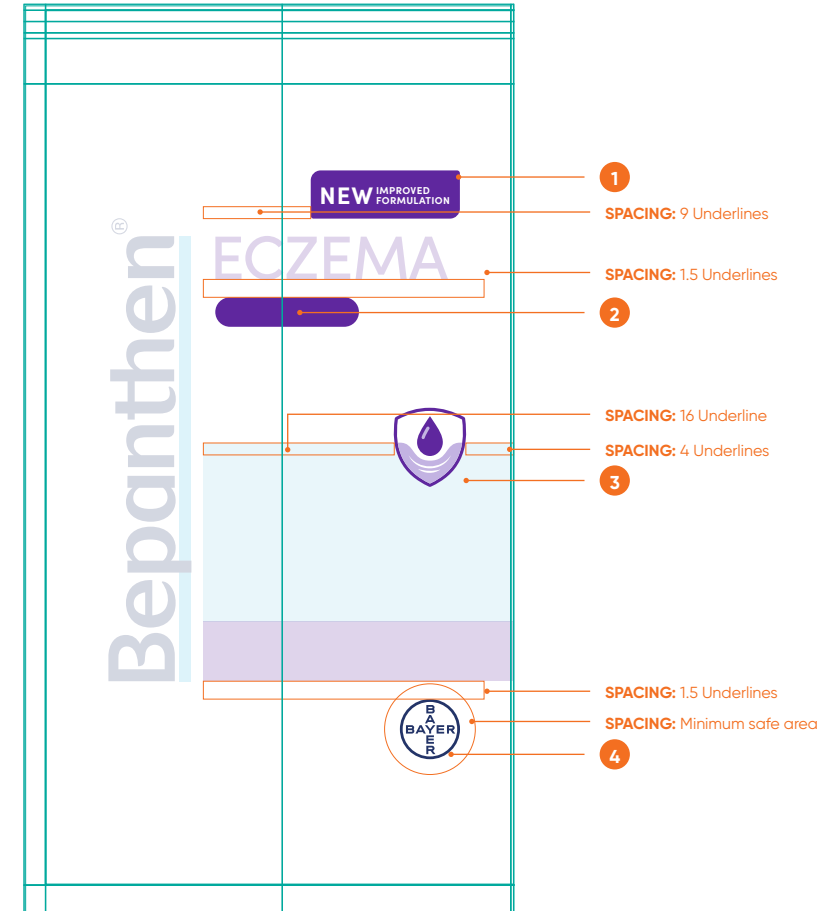 1
NEW IMPROVED
FORMULATION
SPACING: 9 Underlines
Bepanthen®
ECZEMA
SPACING: 1.5 Underlines
2
SPACING: 16 Underline
SPACING: 4 Underlines
3
SPACING: 1.5 Underlines
SPACING: Minimum safe area
BAYER
BAYER
4